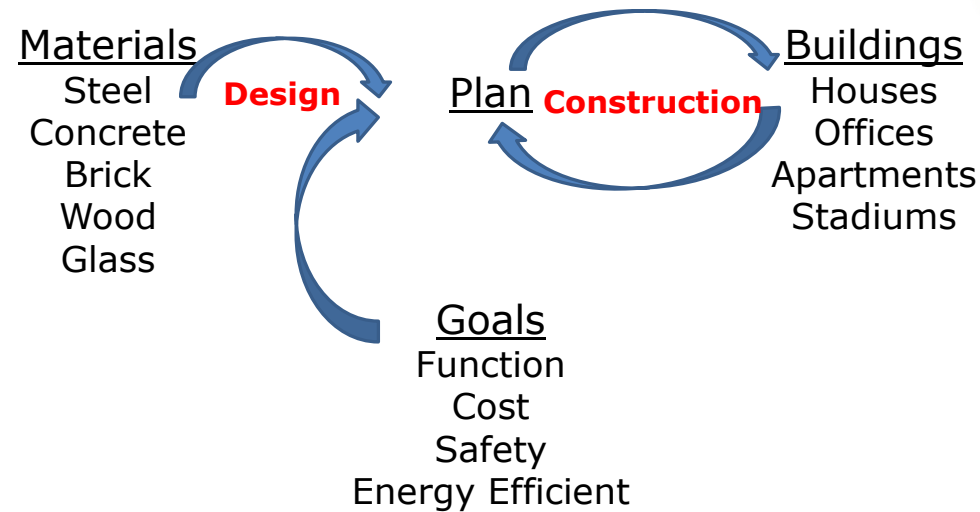 Materials
Steel
Concrete
Brick
Wood
Glass
Design
Plan
Construction
Buildings
Houses
Offices
Apartments
Stadiums
Goals
Function
Cost
Safety
Energy Efficient